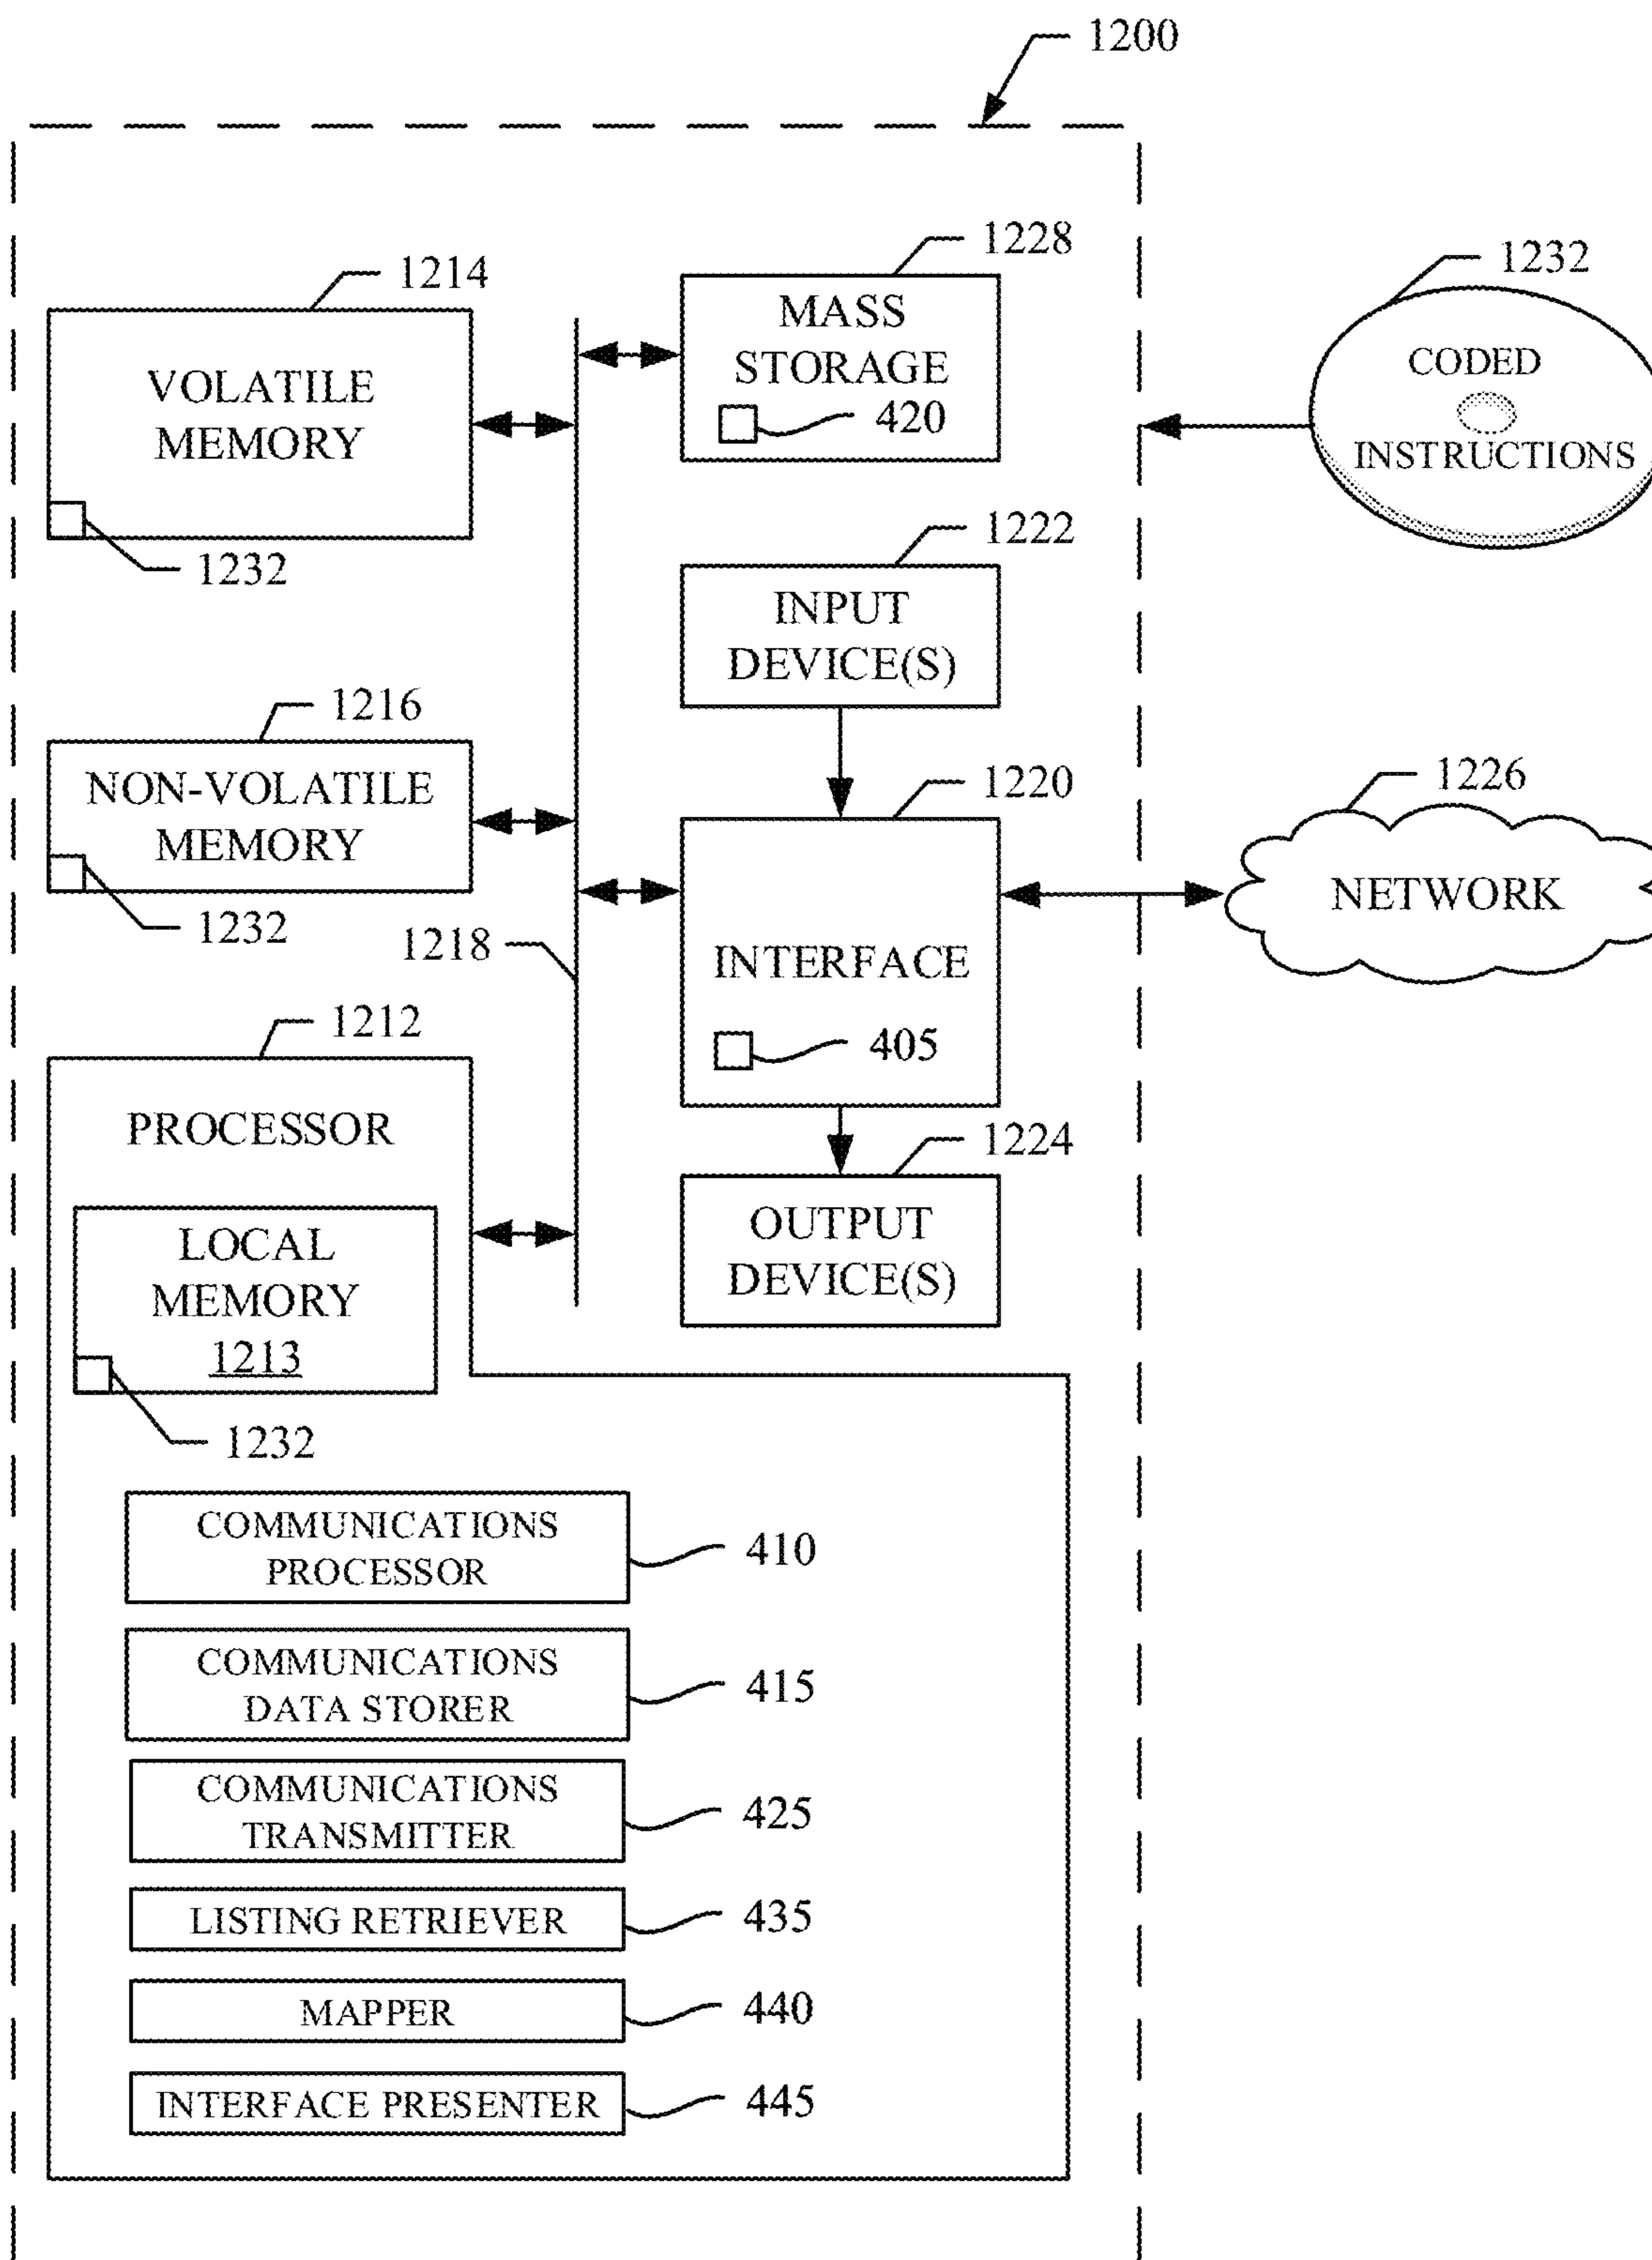 1200
1228
1214
MASS
STORAGE
420
1232
CODED
INSTRUCTIONS
VOLATILE
MEMORY
1232
1222
INPUT
DEVICE(S)
1216
NON-VOLATILE
MEMORY
1232
1218
1220
INTERFACE
405
1226
NETWORK
1212
PROCESSOR
LOCAL
MEMORY
1213
1232
1224
OUTPUT
DEVICE(S)
COMMUNICATIONS
PROCESSOR
410
COMMUNICATIONS
DATA STORER
415
COMMUNICATIONS
TRANSMITTER
425
LISTING RETRIEVER
435
MAPPER
440
INTERFACE PRESENTER
445